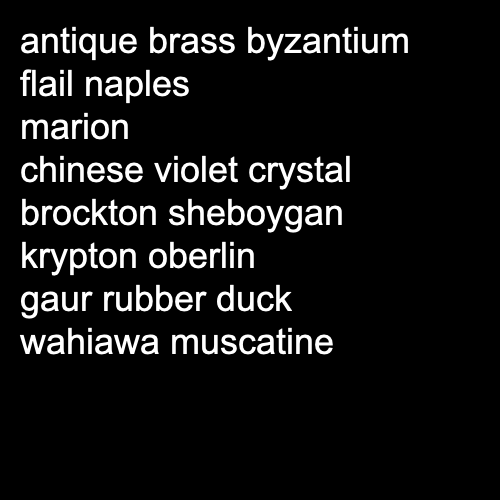 antique brass byzantium
flail naples
marion
chinese violet crystal
brockton sheboygan
krypton oberlin
gaur rubber duck
wahiawa muscatine